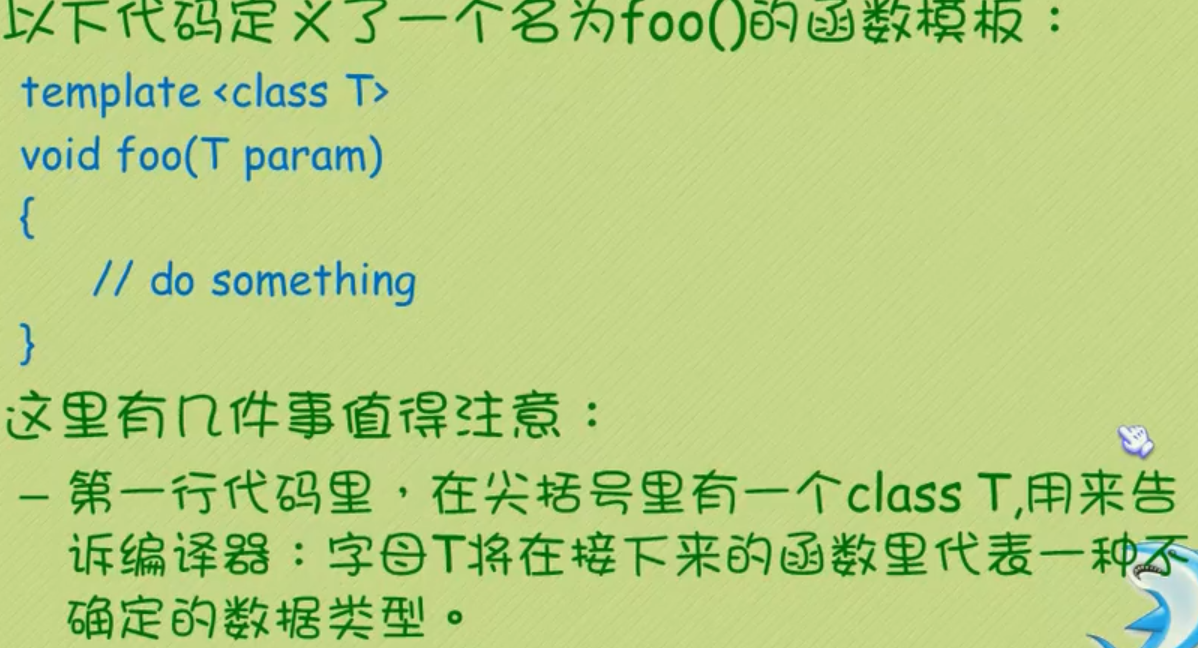 以下代码定义了一个名为foo()的函数模板：
template <class T>
void foo(T param)
{
// do something
}
这里有几件事值得注意：
– 第一行代码里，在尖括号里有一个class T,用来告
诉编译器：字母T将在接下来的函数里代表一种不
确定的数据类型。